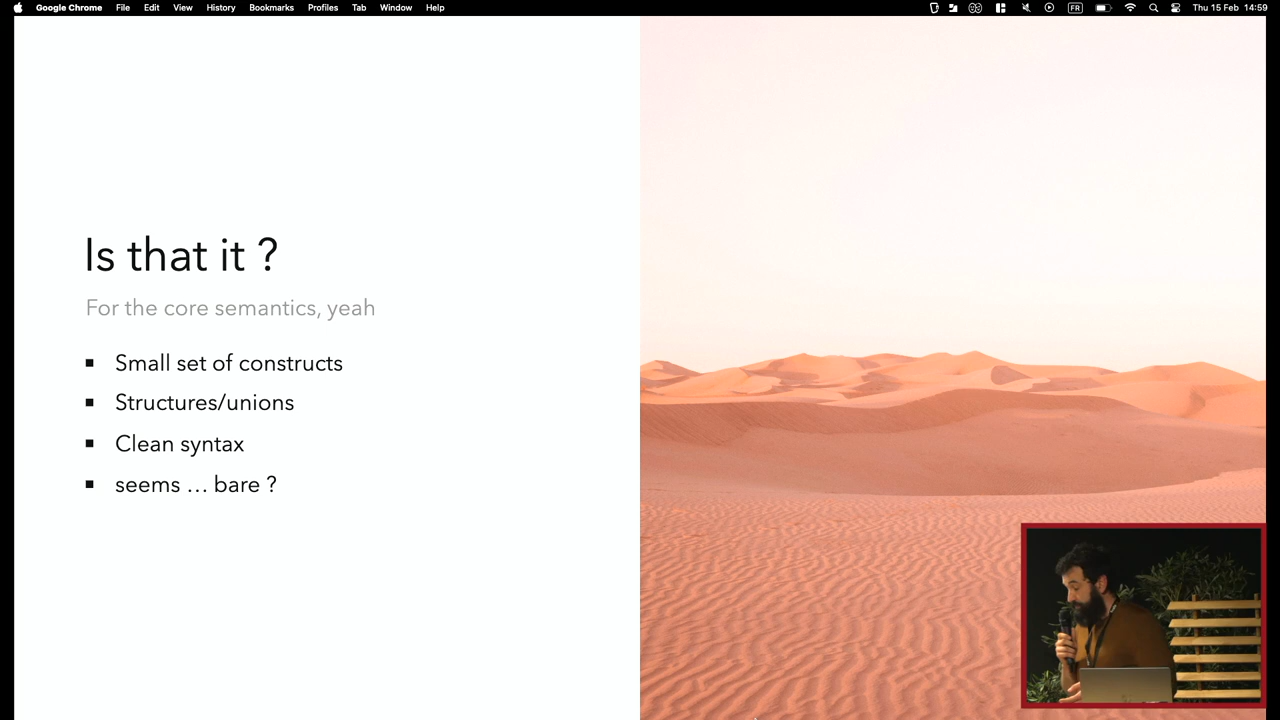 Google Chrome File Edit View History Bookmarks Profiles Tab Window Help FR Thu 15 Feb 14:59
Is that it ?
For the core semantics, yeah
Small set of constructs
Structures/unions
Clean syntax
seems … bare ?